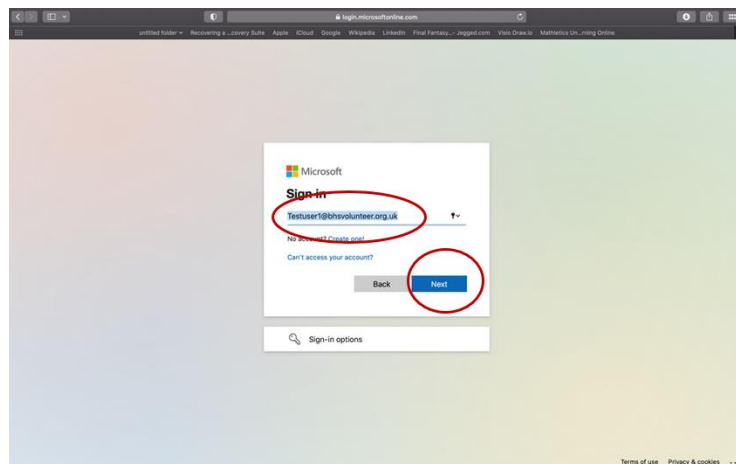 login.microsoftonline.com
untitled folder Recovering a ...covery Suite Apple iCloud Google Wikipedia LinkedIn Final Fantasy...- Jegged.com Visio Draw.io Mathletics Un...rning Online
Microsoft
Sign in
Testuser1@bhsvolunteer.org.uk
No account? Create one!
Can't access your account?
Back Next
Sign-in options
Terms of use Privacy & cookies ...